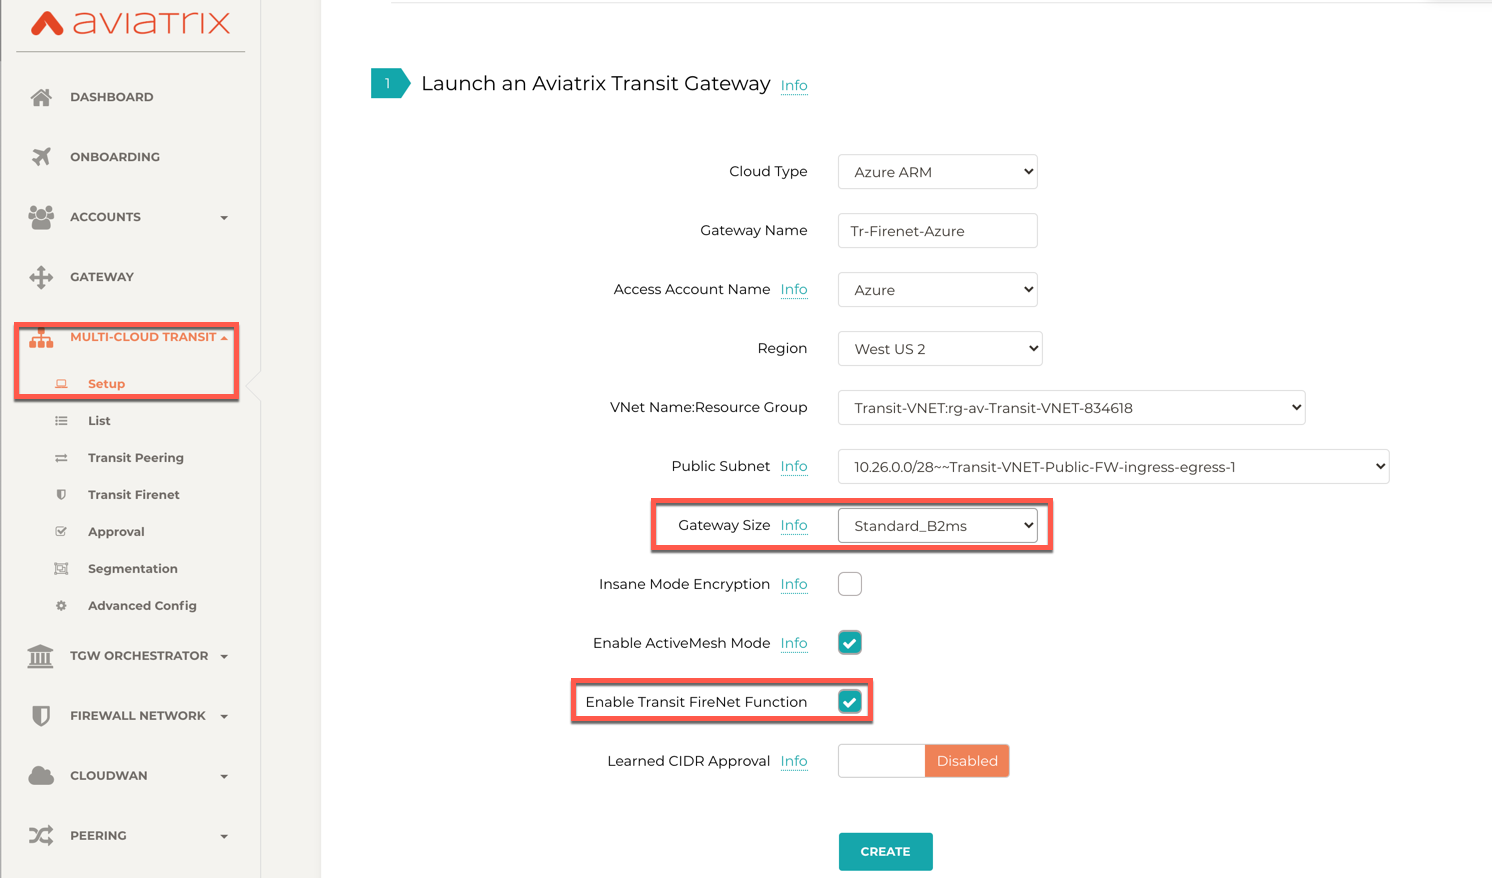 aviatrix
DASHBOARD
ONBOARDING
ACCOUNTS
GATEWAY
MULTI-CLOUD TRANSIT
Setup
List
Transit Peering
Transit Firenet
Approval
Segmentation
Advanced Config
TGW ORCHESTRATOR
FIREWALL NETWORK
CLOUDWAN
PEERING
1 Launch an Aviatrix Transit Gateway Info
Cloud Type Azure ARM
Gateway Name Tr-Firenet-Azure
Access Account Name Info Azure
Region West US 2
VNet Name:Resource Group Transit-VNET:rg-av-Transit-VNET-834618
Public Subnet Info 10.26.0.0/28~~Transit-VNET-Public-FW-ingress-egress-1
Gateway Size Info Standard_B2ms
Insane Mode Encryption Info
Enable ActiveMesh Mode Info
Enable Transit FireNet Function
Learned CIDR Approval Info Disabled
CREATE